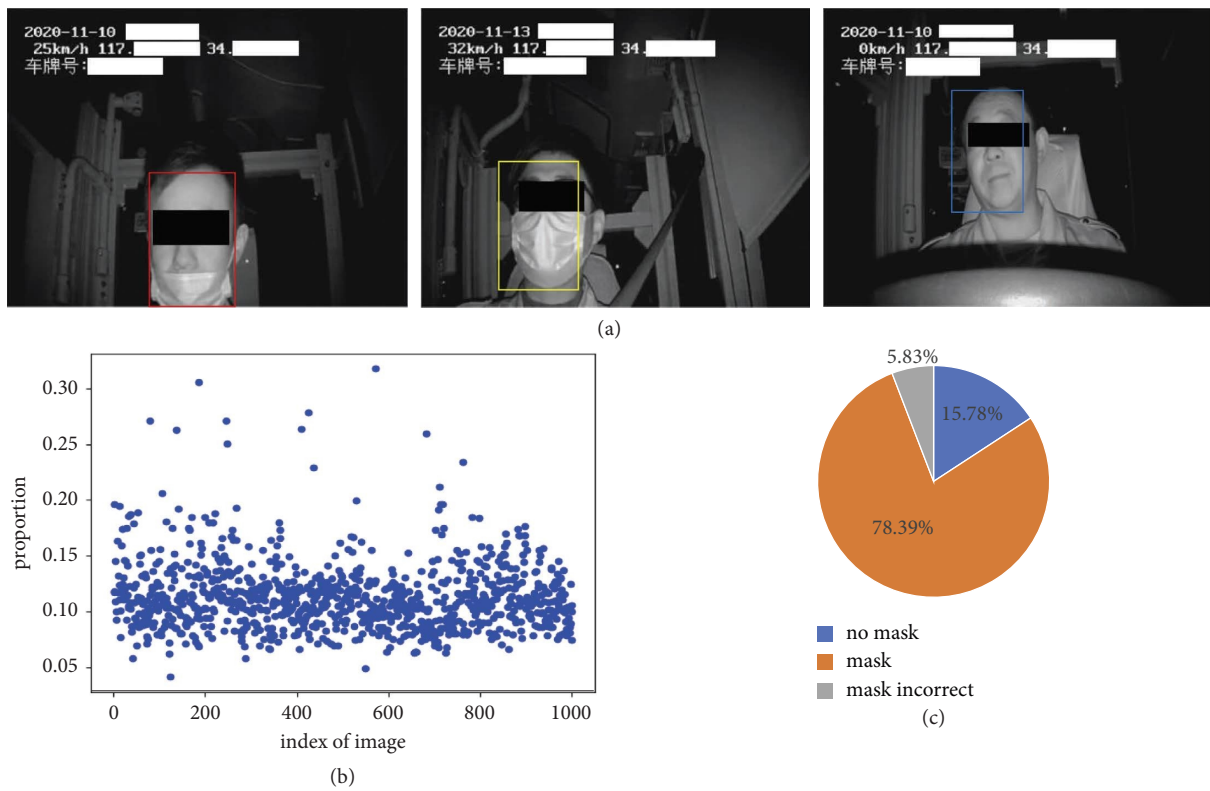 2020-11-10
25km/h 117. 34.
车牌号:
2020-11-13
32km/h 117. 34.
车牌号:
2020-11-10
0km/h 117. 34.
车牌号:
(a)
0.30
0.25
0.20
0.15
0.10
0.05
proportion
0 200 400 600 800 1000
index of image
(b)
5.83%
15.78%
78.39%
no mask
mask
mask incorrect
(c)